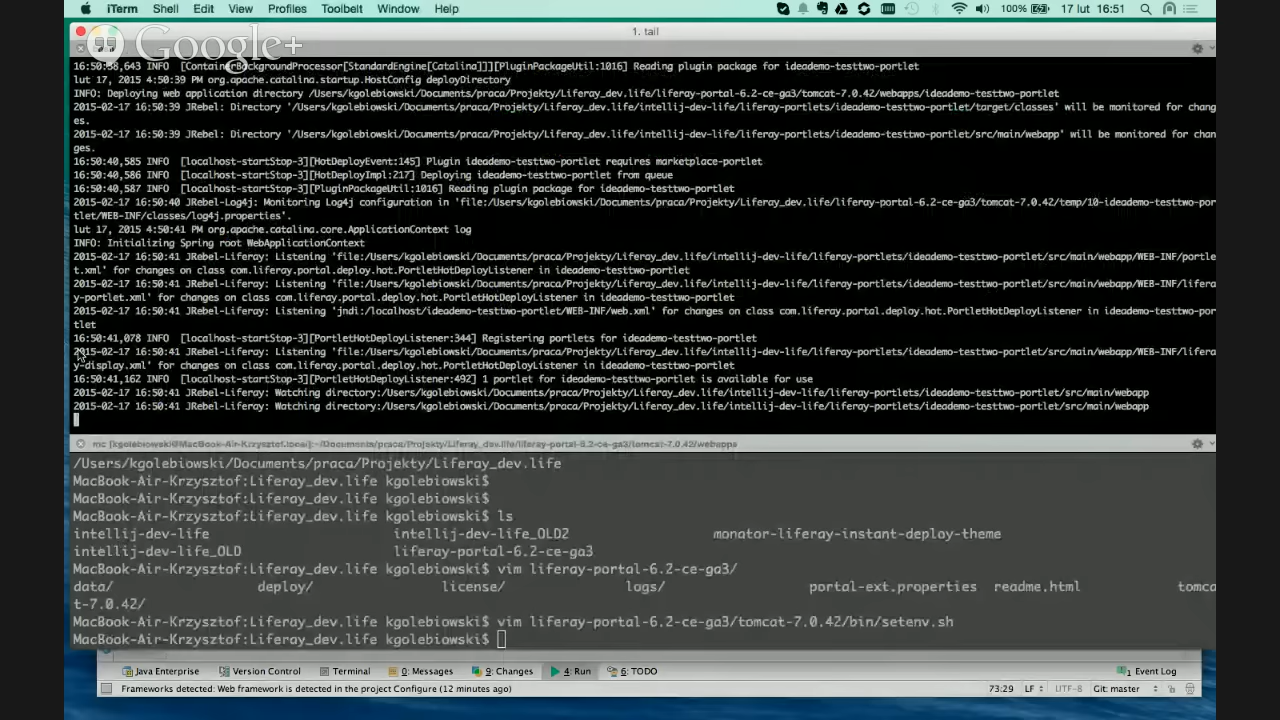 iTerm Shell Edit View Profiles Toolbelt Window Help 100% 17 lut 16:51
Google+
1. tail
16:50:38,643 INFO [ContainerBackgroundProcessor[StandardEngine[Catalina]]][PluginPackageUtil:1016] Reading plugin package for ideademo-testtwo-portlet
lut 17, 2015 4:50:39 PM org.apache.catalina.startup.HostConfig deployDirectory
INFO: Deploying web application directory /Users/kgolebiowski/Documents/praca/Projekty/Liferay_dev.life/liferay-portal-6.2-ce-ga3/tomcat-7.0.42/webapps/ideademo-testtwo-portlet
2015-02-17 16:50:39 JRebel: Directory '/Users/kgolebiowski/Documents/praca/Projekty/Liferay_dev.life/intellij-dev-life/liferay-portlets/ideademo-testtwo-portlet/target/classes' will be monitored for chang
es.
2015-02-17 16:50:39 JRebel: Directory '/Users/kgolebiowski/Documents/praca/Projekty/Liferay_dev.life/intellij-dev-life/liferay-portlets/ideademo-testtwo-portlet/src/main/webapp' will be monitored for chan
ges.
16:50:40,585 INFO [localhost-startStop-3][HotDeployEvent:145] Plugin ideademo-testtwo-portlet requires marketplace-portlet
16:50:40,586 INFO [localhost-startStop-3][HotDeployImpl:217] Deploying ideademo-testtwo-portlet from queue
16:50:40,587 INFO [localhost-startStop-3][PluginPackageUtil:1016] Reading plugin package for ideademo-testtwo-portlet
2015-02-17 16:50:40 JRebel-Log4j: Monitoring Log4j configuration in 'file:/Users/kgolebiowski/Documents/praca/Projekty/Liferay_dev.life/liferay-portal-6.2-ce-ga3/tomcat-7.0.42/temp/10-ideademo-testtwo-por
tlet/WEB-INF/classes/log4j.properties'.
lut 17, 2015 4:50:41 PM org.apache.catalina.core.ApplicationContext log
INFO: Initializing Spring root WebApplicationContext
2015-02-17 16:50:41 JRebel-Liferay: Listening 'file:/Users/kgolebiowski/Documents/praca/Projekty/Liferay_dev.life/intellij-dev-life/liferay-portlets/ideademo-testtwo-portlet/src/main/webapp/WEB-INF/portle
t.xml' for changes on class com.liferay.portal.deploy.hot.PortletHotDeployListener in ideademo-testtwo-portlet
2015-02-17 16:50:41 JRebel-Liferay: Listening 'file:/Users/kgolebiowski/Documents/praca/Projekty/Liferay_dev.life/intellij-dev-life/liferay-portlets/ideademo-testtwo-portlet/src/main/webapp/WEB-INF/lifera
y-portlet.xml' for changes on class com.liferay.portal.deploy.hot.PortletHotDeployListener in ideademo-testtwo-portlet
2015-02-17 16:50:41 JRebel-Liferay: Listening 'jndi:/localhost/ideademo-testtwo-portlet/WEB-INF/web.xml' for changes on class com.liferay.portal.deploy.hot.PortletHotDeployListener in ideademo-testtwo-por
tlet
16:50:41,078 INFO [localhost-startStop-3][PortletHotDeployListener:344] Registering portlets for ideademo-testtwo-portlet
2015-02-17 16:50:41 JRebel-Liferay: Listening 'file:/Users/kgolebiowski/Documents/praca/Projekty/Liferay_dev.life/intellij-dev-life/liferay-portlets/ideademo-testtwo-portlet/src/main/webapp/WEB-INF/lifera
y-display.xml' for changes on class com.liferay.portal.deploy.hot.PortletHotDeployListener in ideademo-testtwo-portlet
16:50:41,162 INFO [localhost-startStop-3][PortletHotDeployListener:492] 1 portlet for ideademo-testtwo-portlet is available for use
2015-02-17 16:50:41 JRebel-Liferay: Watching directory:/Users/kgolebiowski/Documents/praca/Projekty/Liferay_dev.life/intellij-dev-life/liferay-portlets/ideademo-testtwo-portlet/src/main/webapp
2015-02-17 16:50:41 JRebel-Liferay: Watching directory:/Users/kgolebiowski/Documents/praca/Projekty/Liferay_dev.life/intellij-dev-life/liferay-portlets/ideademo-testtwo-portlet/src/main/webapp
mc [kgolebiowski@MacBook-Air-Krzysztof.local]:~/Documents/praca/Projekty/Liferay_dev.life/liferay-portal-6.2-ce-ga3/tomcat-7.0.42/webapps
/Users/kgolebiowski/Documents/praca/Projekty/Liferay_dev.life
MacBook-Air-Krzysztof:Liferay_dev.life kgolebiowski$
MacBook-Air-Krzysztof:Liferay_dev.life kgolebiowski$
MacBook-Air-Krzysztof:Liferay_dev.life kgolebiowski$ ls
intellij-dev-life intellij-dev-life_OLD2 monator-liferay-instant-deploy-theme
intellij-dev-life_OLD liferay-portal-6.2-ce-ga3
MacBook-Air-Krzysztof:Liferay_dev.life kgolebiowski$ vim liferay-portal-6.2-ce-ga3/
data/ deploy/ license/ logs/ portal-ext.properties readme.html tomca
t-7.0.42/
MacBook-Air-Krzysztof:Liferay_dev.life kgolebiowski$ vim liferay-portal-6.2-ce-ga3/tomcat-7.0.42/bin/setenv.sh
MacBook-Air-Krzysztof:Liferay_dev.life kgolebiowski$
Java Enterprise Version Control Terminal 0: Messages 9: Changes 4: Run 6: TODO 1 Event Log
Frameworks detected: Web framework is detected in the project Configure (12 minutes ago) 73:29 LF UTF-8 Git: master